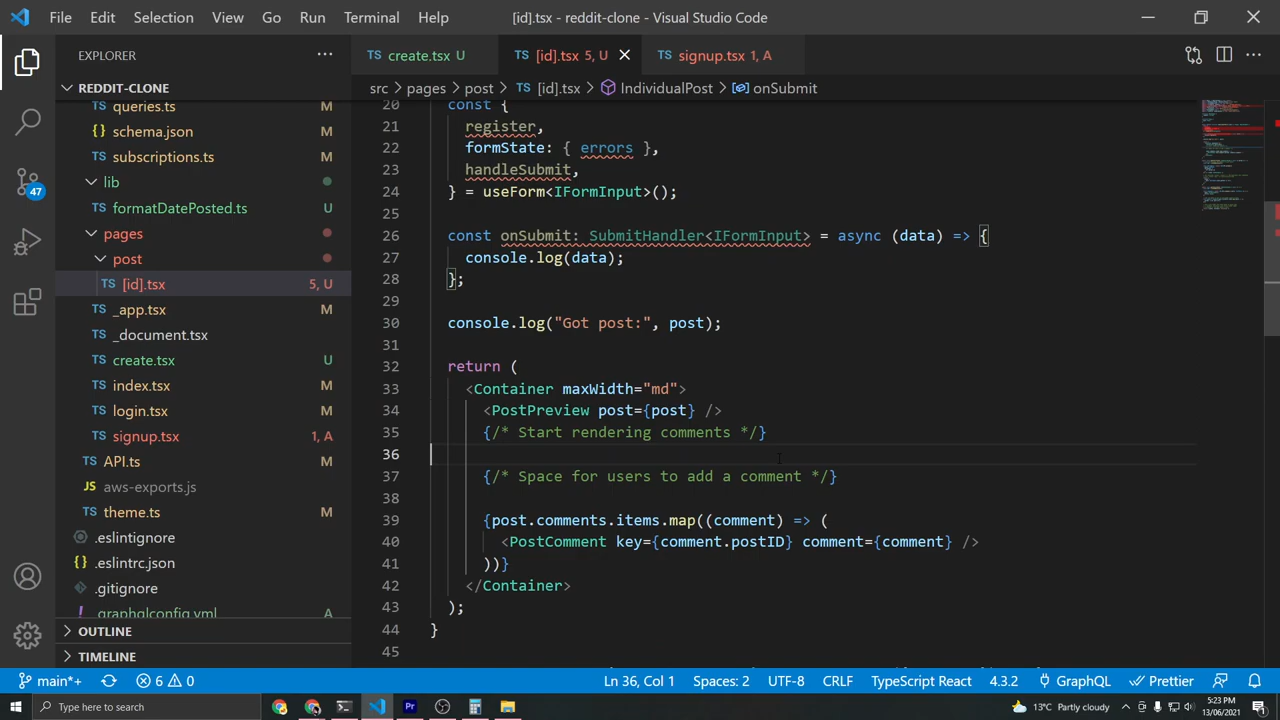 File Edit Selection View Go Run Terminal Help [id].tsx - reddit-clone - Visual Studio Code
EXPLORER
REDDIT-CLONE
queries.ts
{} schema.json
TS subscriptions.ts
lib
TS formatDatePosted.ts U
pages
post
TS [id].tsx 5, U
TS _app.tsx M
TS _document.tsx
TS create.tsx U
TS index.tsx M
TS login.tsx M
TS signup.tsx 1, A
TS API.ts M
JS aws-exports.js
TS theme.ts M
.eslintignore
.eslintrc.json
.gitignore
! .graphqlconfig.yml A
OUTLINE
TIMELINE
47
TS create.tsx U TS [id].tsx 5, U TS signup.tsx 1, A
src > pages > post > TS [id].tsx > IndividualPost > onSubmit
20 const {
21 register,
22 formState: { errors },
23 handleSubmit,
24 } = useForm<IFormInput>();
25
26 const onSubmit: SubmitHandler<IFormInput> = async (data) => {
27 console.log(data);
28 };
29
30 console.log("Got post:", post);
31
32 return (
33 <Container maxWidth="md">
34 <PostPreview post={post} />
35 {/* Start rendering comments */}
36
37 {/* Space for users to add a comment */}
38
39 {post.comments.items.map((comment) => (
40 <PostComment key={comment.postID} comment={comment} />
41 ))}
42 </Container>
43 );
44 }
45
main*+ 6 0 Ln 36, Col 1 Spaces: 2 UTF-8 CRLF TypeScript React 4.3.2 GraphQL Prettier
Type here to search 13°C Partly cloudy 5:23 PM
13/06/2021